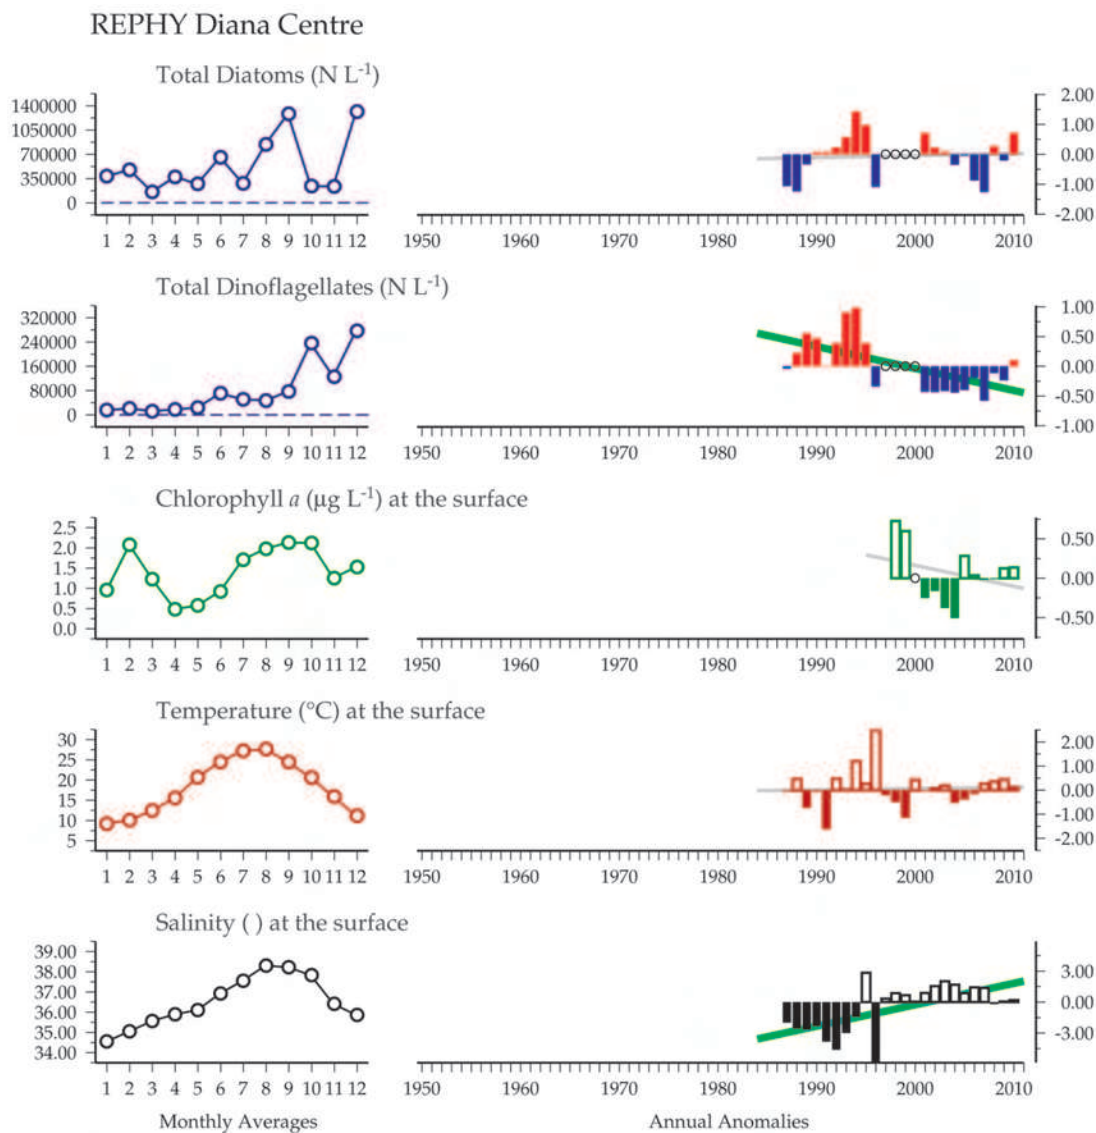 REPHY Diana Centre
Total Diatoms (N L-1)
1400000
1050000
700000
350000
0
2.00
1.00
0.00
-1.00
-2.00
1 2 3 4 5 6 7 8 9 10 11 12
1950 1960 1970 1980 1990 2000 2010
Total Dinoflagellates (N L-1)
320000
240000
160000
80000
0
1.00
0.50
0.00
-0.50
-1.00
1 2 3 4 5 6 7 8 9 10 11 12
1950 1960 1970 1980 1990 2000 2010
Chlorophyll a (µg L-1) at the surface
2.5
2.0
1.5
1.0
0.5
0.0
0.50
0.00
-0.50
1 2 3 4 5 6 7 8 9 10 11 12
1950 1960 1970 1980 1990 2000 2010
Temperature (°C) at the surface
30
25
20
15
10
5
2.00
1.00
0.00
-1.00
-2.00
1 2 3 4 5 6 7 8 9 10 11 12
1950 1960 1970 1980 1990 2000 2010
Salinity ( ) at the surface
39.00
38.00
37.00
36.00
35.00
34.00
3.00
0.00
-3.00
1 2 3 4 5 6 7 8 9 10 11 12
1950 1960 1970 1980 1990 2000 2010
Monthly Averages
Annual Anomalies